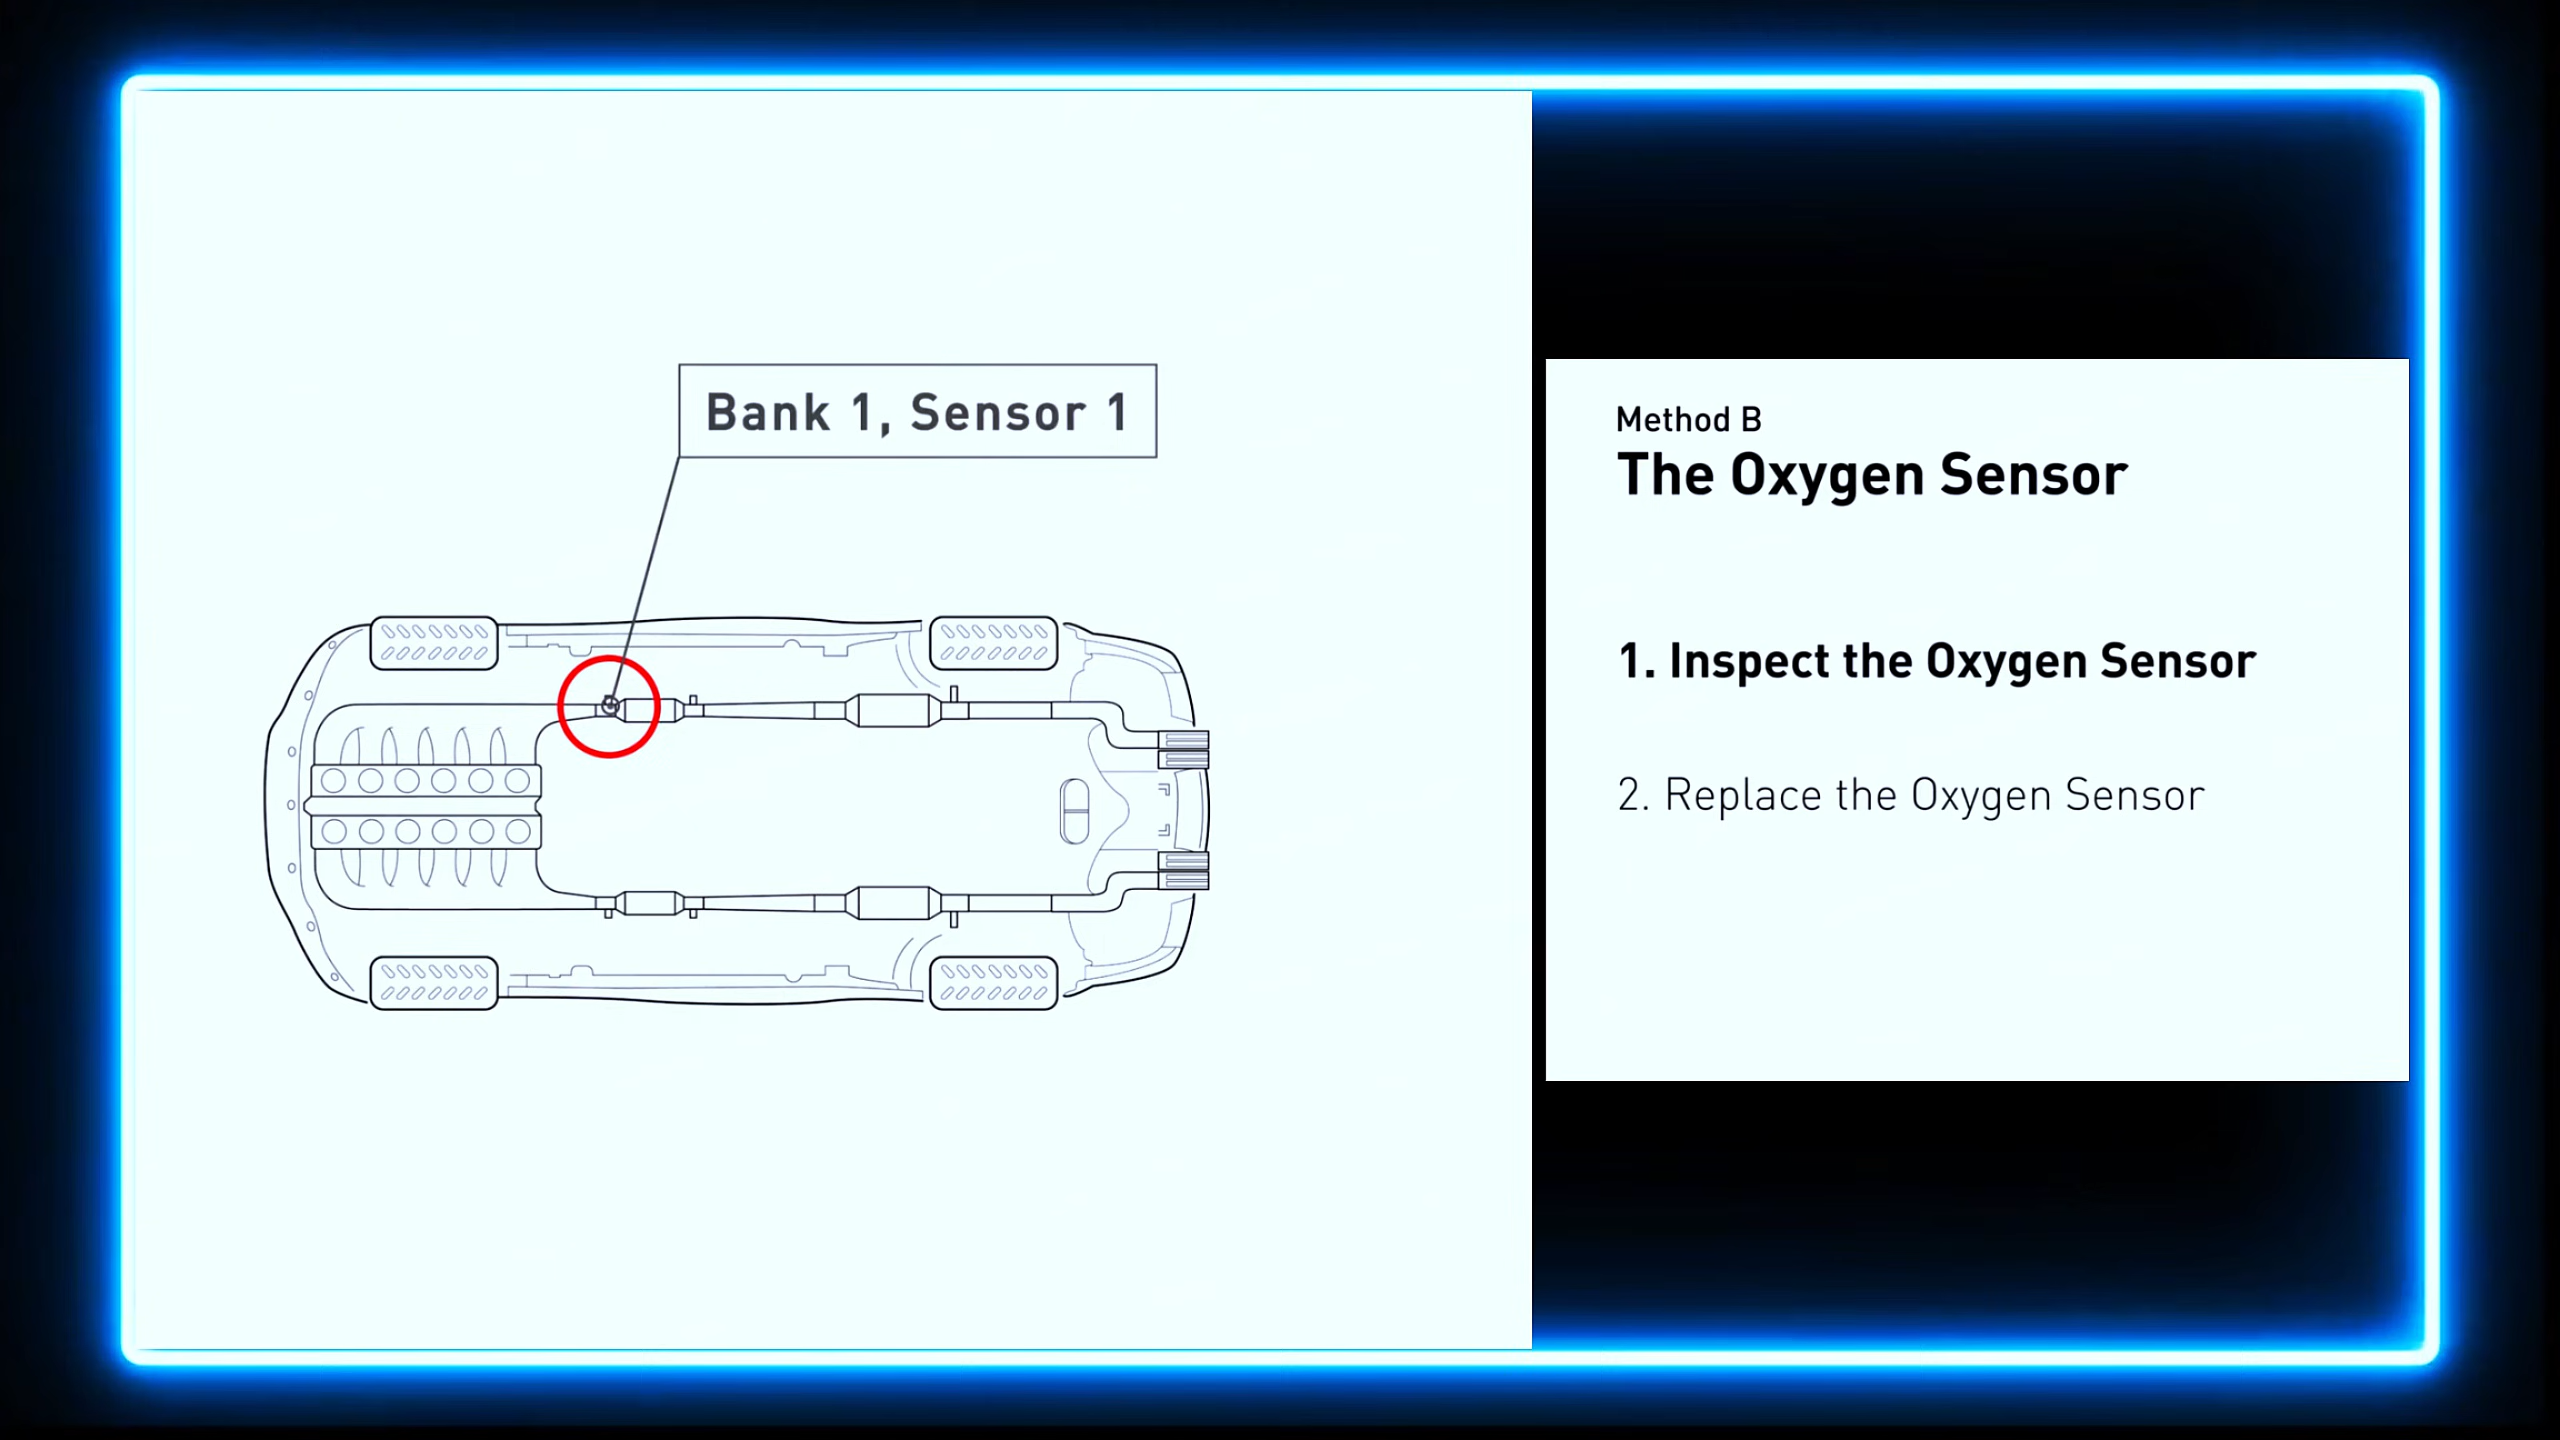 Bank 1, Sensor 1
Method B
The Oxygen Sensor
1. Inspect the Oxygen Sensor
2. Replace the Oxygen Sensor